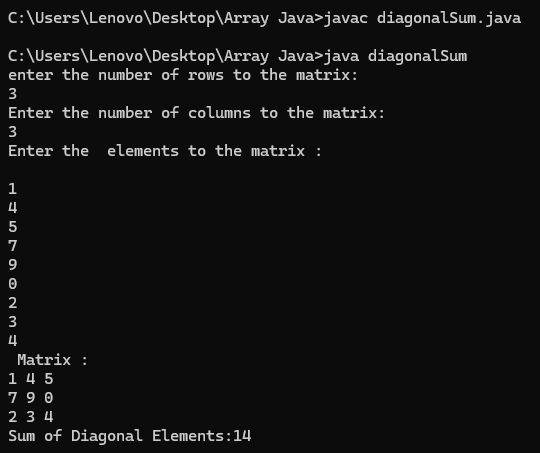 C:\Users\Lenovo\Desktop\Array Java>javac diagonalSum.java
C:\Users\Lenovo\Desktop\Array Java>java diagonalSum
enter the number of rows to the matrix:
3
Enter the number of columns to the matrix:
3
Enter the  elements to the matrix :
1
4
5
7
9
0
2
3
4
 Matrix :
1 4 5
7 9 0
2 3 4
Sum of Diagonal Elements:14